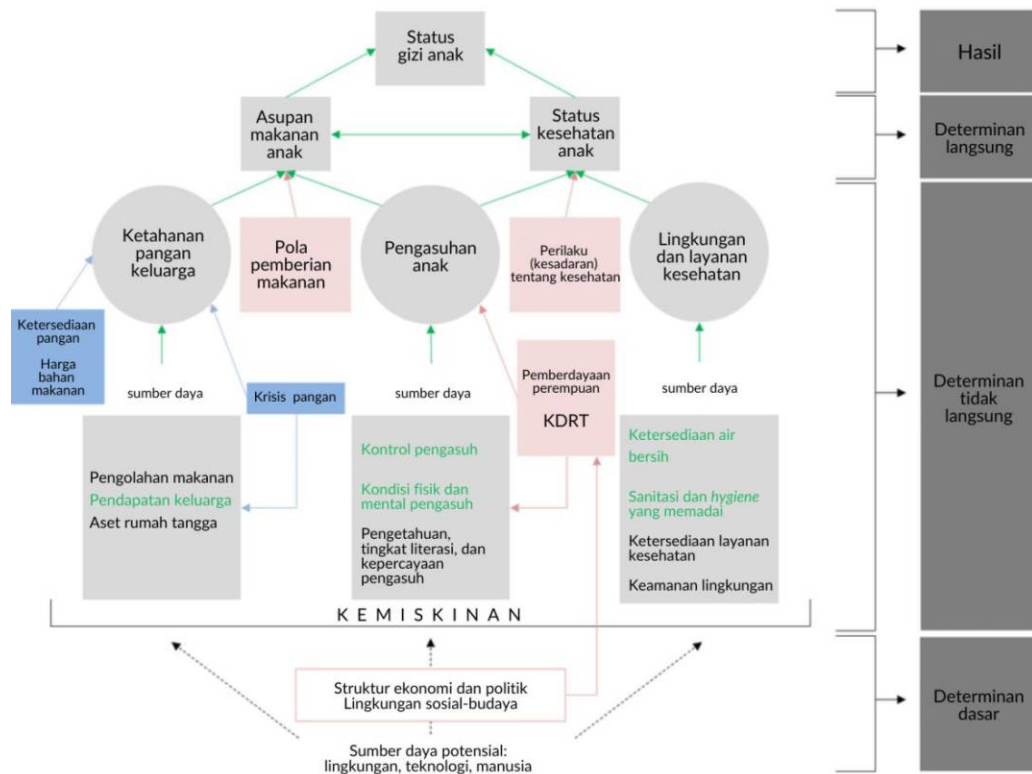 Status
gizi anak
Hasil
Asupan
makanan
anak
Status
kesehatan
anak
Determinan
langsung
Ketahanan
pangan
keluarga
Pola
pemberian
makanan
Pengasuhan
anak
Perilaku
(kesadaran)
tentang kesehatan
Lingkungan
dan layanan
kesehatan
Ketersediaan
pangan
Harga
bahan
makanan
sumber daya
Krisis pangan
sumber daya
Pemberdayaan
perempuan
KDRT
sumber daya
Determinan
tidak
langsung
Pengolahan makanan
Pendapatan keluarga
Aset rumah tangga
Kontrol pengasuh
Kondisi fisik dan
mental pengasuh
Pengetahuan,
tingkat literasi, dan
kepercayaan
pengasuh
Ketersediaan air
bersih
Sanitasi dan hygiene
yang memadai
Ketersediaan layanan
kesehatan
Keamanan lingkungan
KEMISKINAN
Struktur ekonomi dan politik
Lingkungan sosial-budaya
Determinan
dasar
Sumber daya potensial:
lingkungan, teknologi, manusia